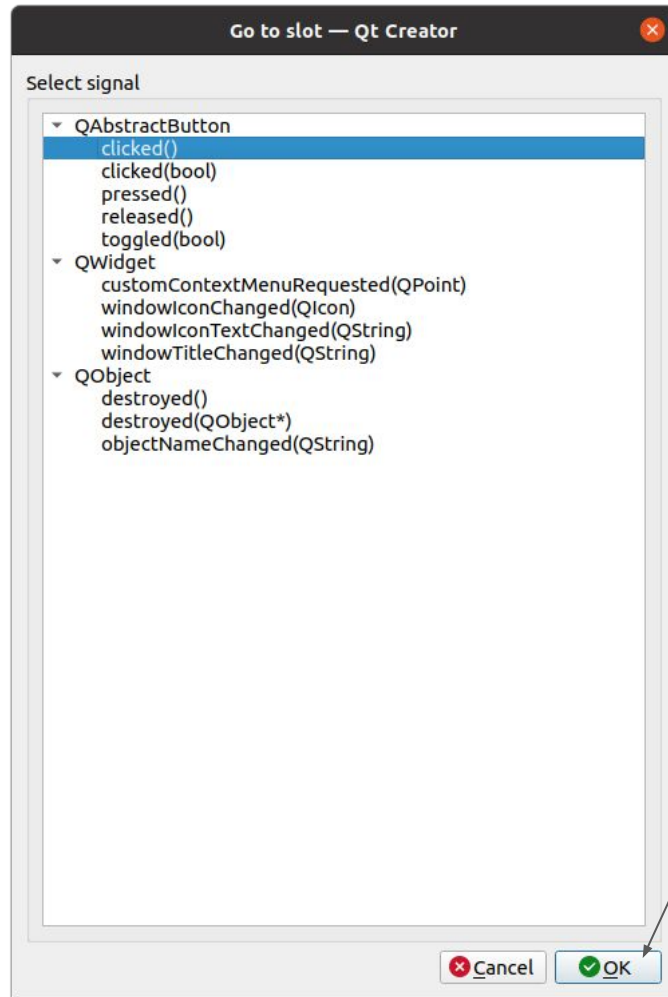 Go to slot — Qt Creator
Select signal
QAbstractButton
clicked()
clicked(bool)
pressed()
released()
toggled(bool)
QWidget
customContextMenuRequested(QPoint)
windowIconChanged(QIcon)
windowIconTextChanged(QString)
windowTitleChanged(QString)
QObject
destroyed()
destroyed(QObject*)
objectNameChanged(QString)
Cancel OK